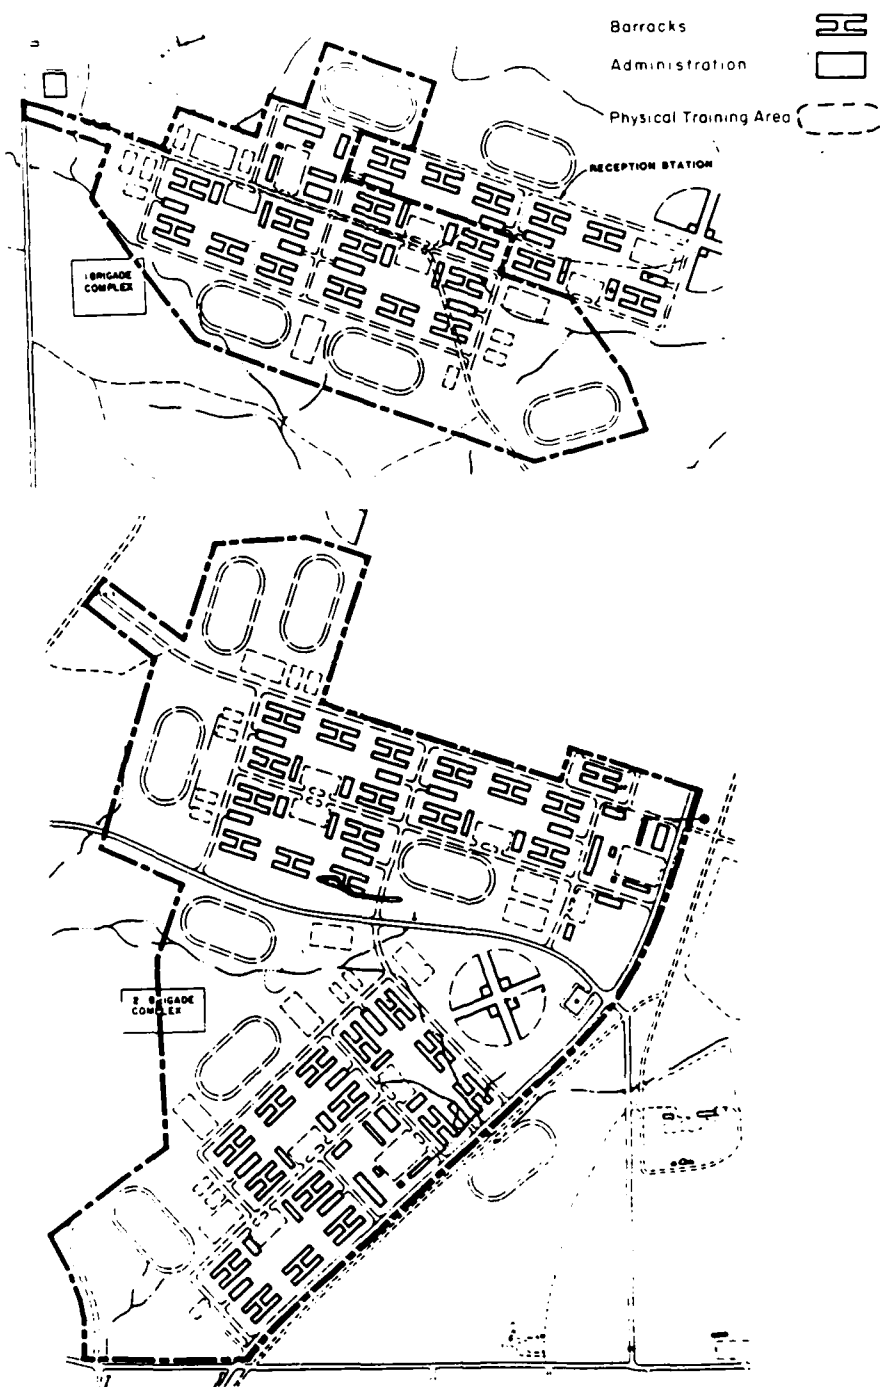 Barracks
Administration
Physical Training Area
RECEPTION STATION
1 BRIGADE
COMPLEX
2 BRIGADE
COMPLEX